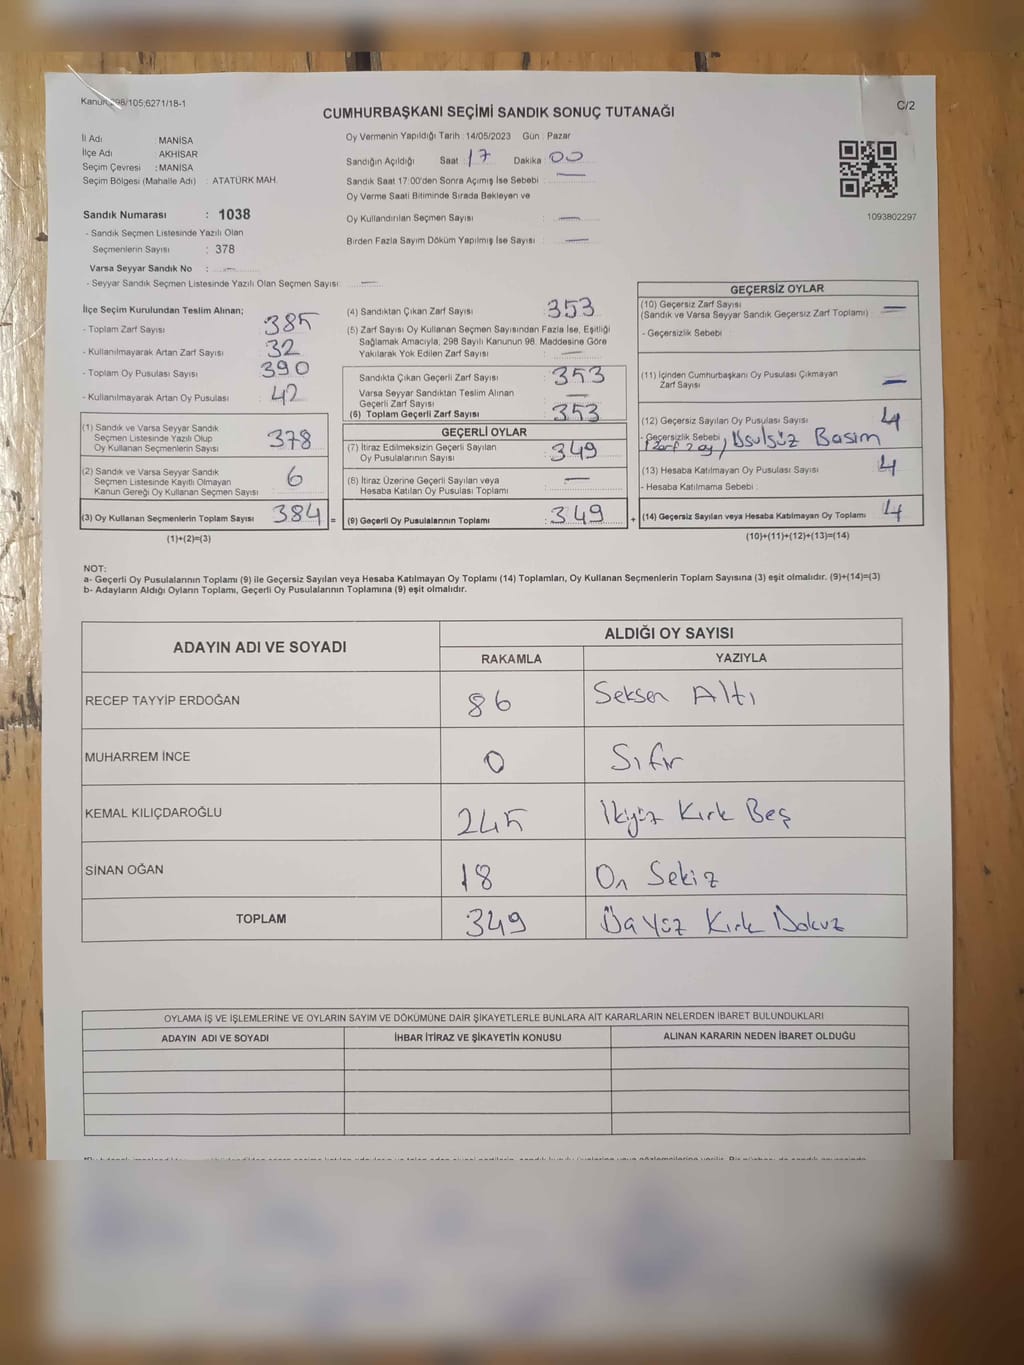 Kanun 298/105;6271/18-1
CUMHURBAŞKANI SEÇİMİ SANDIK SONUÇ TUTANAĞI
C/2
İl Adı : MANİSA
İlçe Adı : AKHİSAR
Seçim Çevresi : MANİSA
Seçim Bölgesi (Mahalle Adı) : ATATÜRK MAH.
Oy Vermenin Yapıldığı Tarih : 14/05/2023 Gün : Pazar
Sandığın Açıldığı Saat : 17 Dakika : 00
Sandık Saat 17:00'den Sonra Açımış İse Sebebi : —
Oy Verme Saati Bitiminde Sırada Bekleyen ve
Oy Kullandırılan Seçmen Sayısı : —
Birden Fazla Sayım Döküm Yapılmış İse Sayısı : —
1093802297
Sandık Numarası : 1038
- Sandık Seçmen Listesinde Yazılı Olan
Seçmenlerin Sayısı : 378
Varsa Seyyar Sandık No : —
- Seyyar Sandık Seçmen Listesinde Yazılı Olan Seçmen Sayısı: —
İlçe Seçim Kurulundan Teslim Alınan;
- Toplam Zarf Sayısı 385
- Kullanılmayarak Artan Zarf Sayısı 32
- Toplam Oy Pusulası Sayısı 390
- Kullanılmayarak Artan Oy Pusulası 42
(1) Sandık ve Varsa Seyyar Sandık
Seçmen Listesinde Yazılı Olup
Oy Kullanan Seçmenlerin Sayısı 378
(2) Sandık ve Varsa Seyyar Sandık
Seçmen Listesinde Kayıtlı Olmayan
Kanun Gereği Oy Kullanan Seçmen Sayısı 6
(3) Oy Kullanan Seçmenlerin Toplam Sayısı 384 =
(1)+(2)=(3)
(4) Sandıktan Çıkan Zarf Sayısı 353
(5) Zarf Sayısı Oy Kullanan Seçmen Sayısından Fazla İse, Eşitliği
Sağlamak Amacıyla, 298 Sayılı Kanunun 98. Maddesine Göre
Yakılarak Yok Edilen Zarf Sayısı : —
Sandıkta Çıkan Geçerli Zarf Sayısı : 353
Varsa Seyyar Sandıktan Teslim Alınan
Geçerli Zarf Sayısı —
(6) Toplam Geçerli Zarf Sayısı : 353
GEÇERLİ OYLAR
(7) İtiraz Edilmeksizin Geçerli Sayılan
Oy Pusulalarının Sayısı : 349
(8) İtiraz Üzerine Geçerli Sayılan veya
Hesaba Katılan Oy Pusulası Toplamı : —
(9) Geçerli Oy Pusulalarının Toplamı : 349 +
GEÇERSİZ OYLAR
(10) Geçersiz Zarf Sayısı
(Sandık ve Varsa Seyyar Sandık Geçersiz Zarf Toplamı) —
- Geçersizlik Sebebi :
(11) İçinden Cumhurbaşkanı Oy Pusulası Çıkmayan
Zarf Sayısı —
(12) Geçersiz Sayılan Oy Pusulası Sayısı 4
- Geçersizlik Sebebi : 1 zarf 2 oy / Usulsüz Basım
(13) Hesaba Katılmayan Oy Pusulası Sayısı 4
- Hesaba Katılmama Sebebi :
(14) Geçersiz Sayılan veya Hesaba Katılmayan Oy Toplamı 4
(10)+(11)+(12)+(13)=(14)
NOT:
a- Geçerli Oy Pusulalarının Toplamı (9) ile Geçersiz Sayılan veya Hesaba Katılmayan Oy Toplamı (14) Toplamları, Oy Kullanan Seçmenlerin Toplam Sayısına (3) eşit olmalıdır. (9)+(14)=(3)
b- Adayların Aldığı Oyların Toplamı, Geçerli Oy Pusulalarının Toplamına (9) eşit olmalıdır.
ADAYIN ADI VE SOYADI
ALDIĞI OY SAYISI
RAKAMLA YAZIYLA
RECEP TAYYİP ERDOĞAN 86 Seksen Altı
MUHARREM İNCE 0 Sıfır
KEMAL KILIÇDAROĞLU 245 İkiyüz Kırk Beş
SİNAN OĞAN 18 On Sekiz
TOPLAM 349 Üçyüz Kırk Dokuz
OYLAMA İŞ VE İŞLEMLERİNE VE OYLARIN SAYIM VE DÖKÜMÜNE DAİR ŞİKAYETLERLE BUNLARA AİT KARARLARIN NELERDEN İBARET BULUNDUKLARI
ADAYIN ADI VE SOYADI İHBAR İTİRAZ VE ŞİKAYETİN KONUSU ALINAN KARARIN NEDEN İBARET OLDUĞU